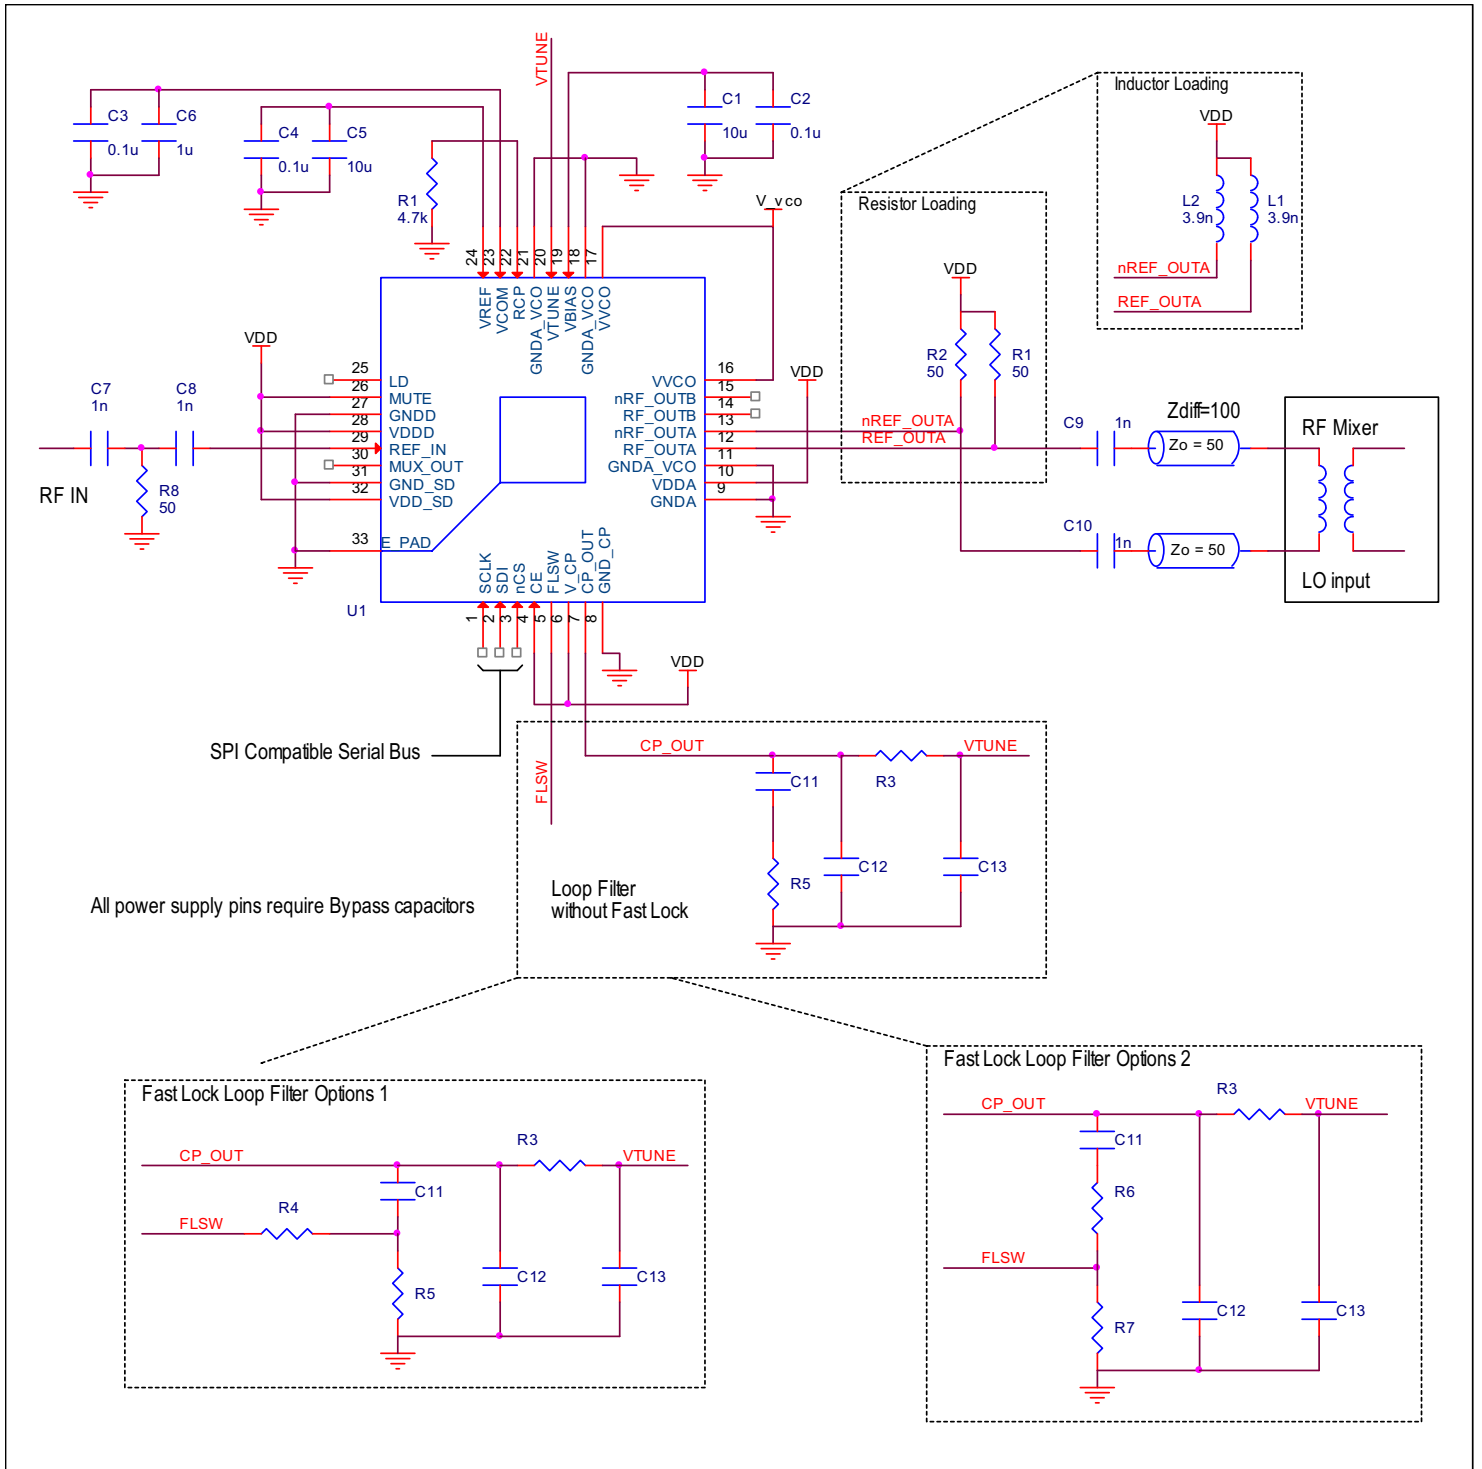 VTUNE
C3
0.1u
C6
1u
C4
0.1u
C5
10u
R1
4.7k
C1
10u
C2
0.1u
V_vco
Inductor Loading
VDD
L2
3.9n
L1
3.9n
nREF_OUTA
REF_OUTA
Resistor Loading
VDD
R2
50
R1
50
24
23
22
21
20
19
18
17
VREF
VCOM
RCP
GNDA_VCO
VTUNE
VBIAS
GNDA_VCO
VVCO
VDD
25 LD
26 MUTE
27 GNDD
28 VDDD
29 REF_IN
30 MUX_OUT
31 GND_SD
32 VDD_SD
33 E_PAD
C7
1n
C8
1n
RF IN
R8
50
U1
VVCO 16
nRF_OUTB 15
RF_OUTB 14
nRF_OUTA 13
RF_OUTA 12
GNDA_VCO 11
VDDA 10
GNDA 9
VDD
nREF_OUTA
REF_OUTA
C9
1n
Zdiff=100
Zo = 50
C10
1n
Zo = 50
RF Mixer
LO input
SCLK
SDI
nCS
CE
FLSW
V_CP
CP_OUT
GND_CP
1
2
3
4
5
6
7
8
VDD
SPI Compatible Serial Bus
FLSW
CP_OUT
VTUNE
C11
R3
R5
C12
C13
Loop Filter
without Fast Lock
All power supply pins require Bypass capacitors
Fast Lock Loop Filter Options 1
CP_OUT
R3
VTUNE
C11
FLSW
R4
R5
C12
C13
Fast Lock Loop Filter Options 2
CP_OUT
R3
VTUNE
C11
R6
FLSW
R7
C12
C13